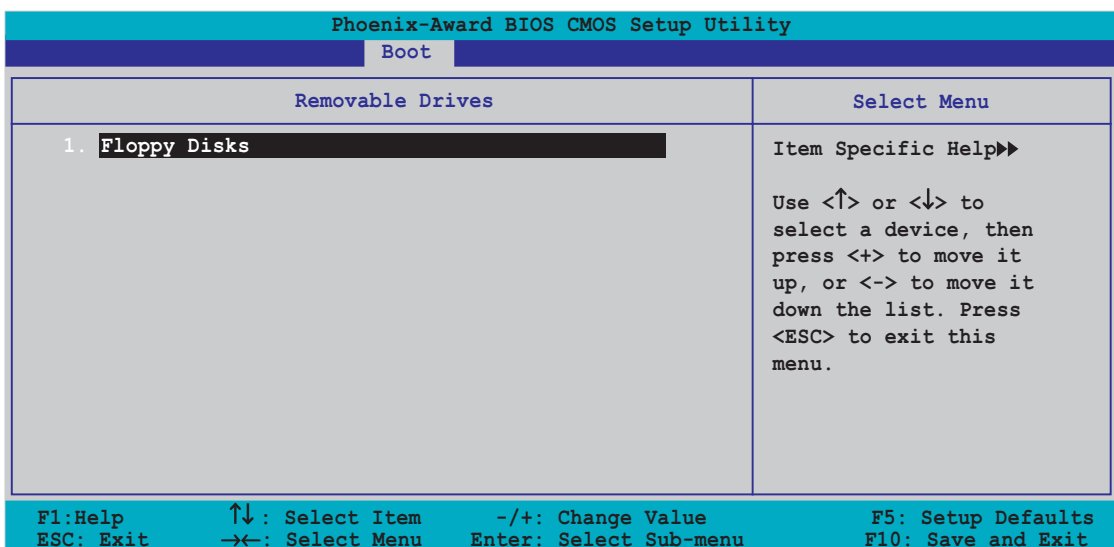 Phoenix-Award BIOS CMOS Setup Utility
Boot
Removable Drives
Select Menu
1. Floppy Disks
Item Specific Help▶▶
Use <↑> or <↓> to
select a device, then
press <+> to move it
up, or <-> to move it
down the list. Press
<ESC> to exit this
menu.
F1:Help ↑↓: Select Item -/+: Change Value F5: Setup Defaults
ESC: Exit →←: Select Menu Enter: Select Sub-menu F10: Save and Exit